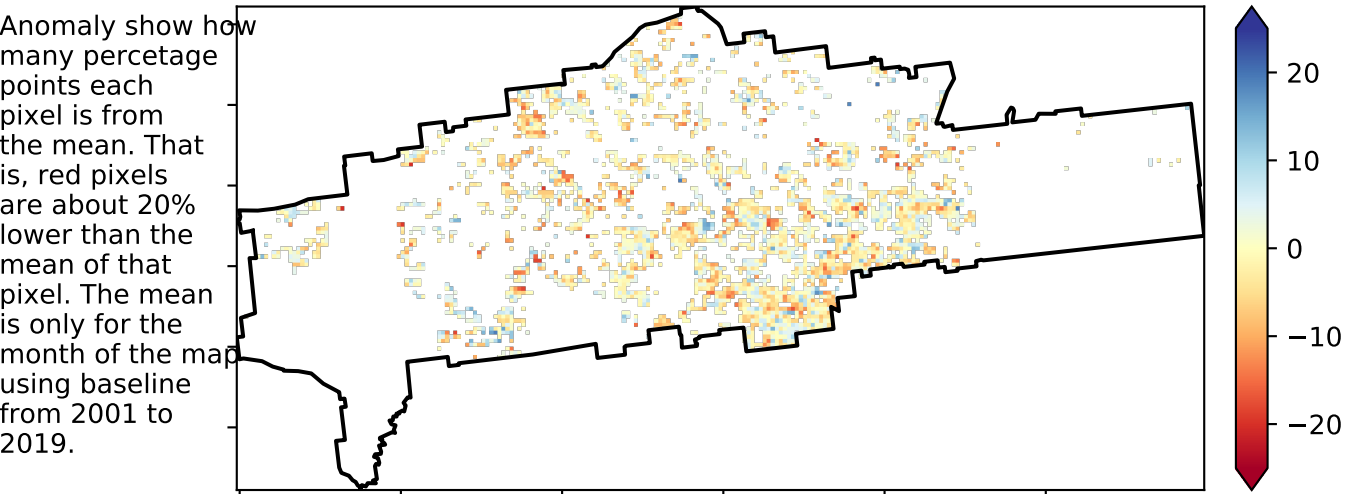 Anomaly show how
many percetage
points each
pixel is from
the mean. That
is, red pixels
are about 20%
lower than the
mean of that
pixel. The mean
is only for the
month of the map
using baseline
from 2001 to
2019.
20
10
0
−10
−20